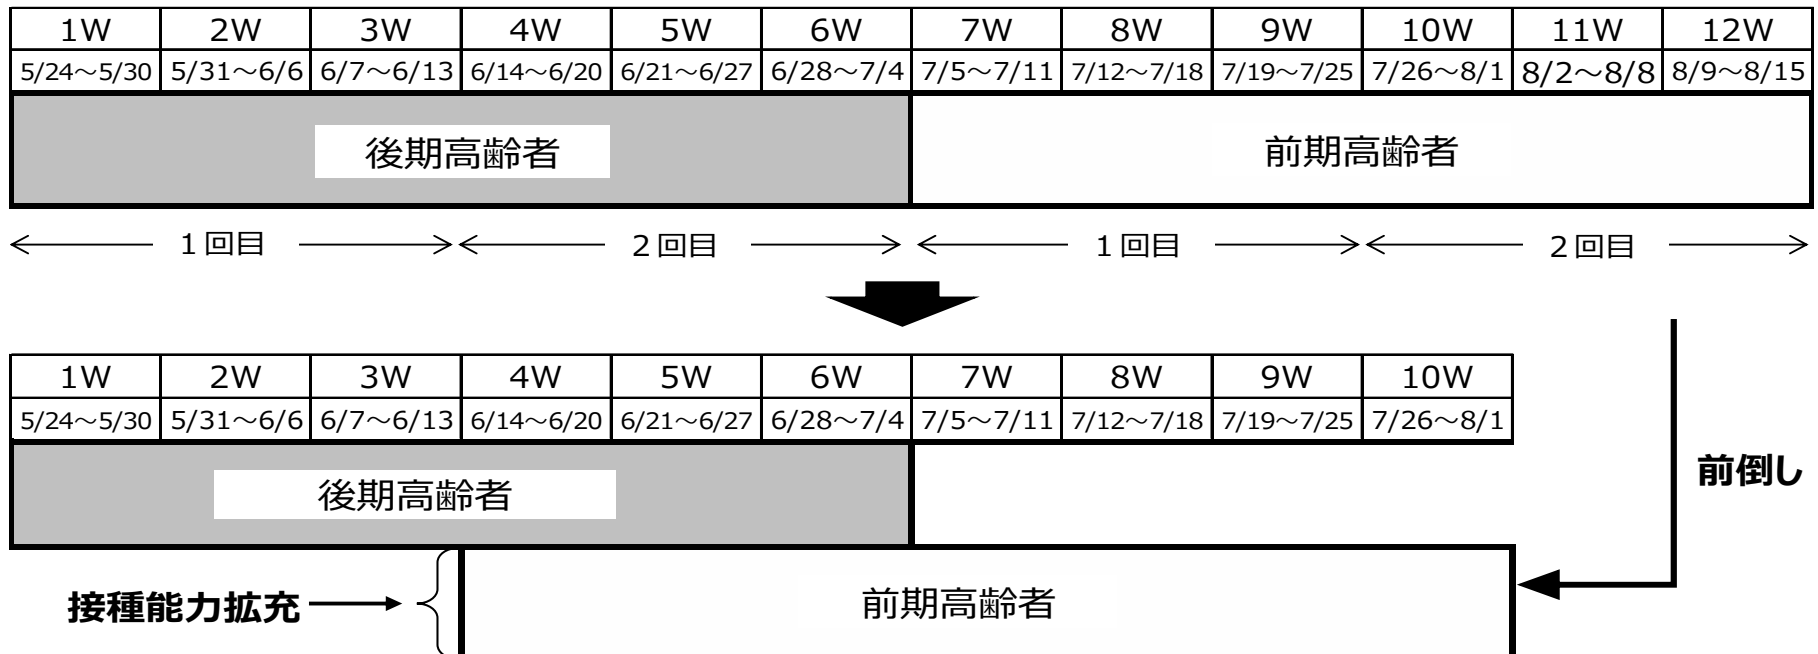 1W 2W 3W 4W 5W 6W 7W 8W 9W 10W 11W 12W
5/24～5/30 5/31～6/6 6/7～6/13 6/14～6/20 6/21～6/27 6/28～7/4 7/5～7/11 7/12～7/18 7/19～7/25 7/26～8/1 8/2～8/8 8/9～8/15
後期高齢者 前期高齢者
１回目 ２回目 １回目 ２回目
1W 2W 3W 4W 5W 6W 7W 8W 9W 10W
5/24～5/30 5/31～6/6 6/7～6/13 6/14～6/20 6/21～6/27 6/28～7/4 7/5～7/11 7/12～7/18 7/19～7/25 7/26～8/1
後期高齢者 前倒し
接種能力拡充 前期高齢者